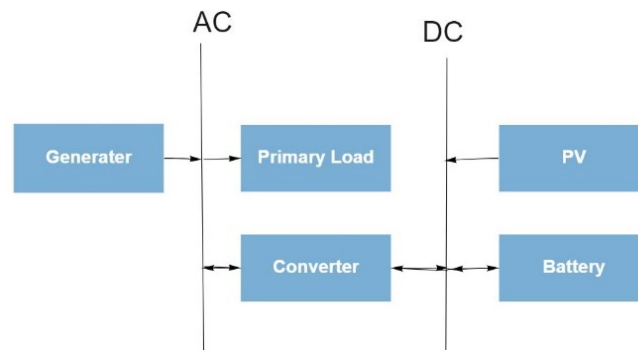 AC
DC
Generater
Primary Load
PV
Converter
Battery